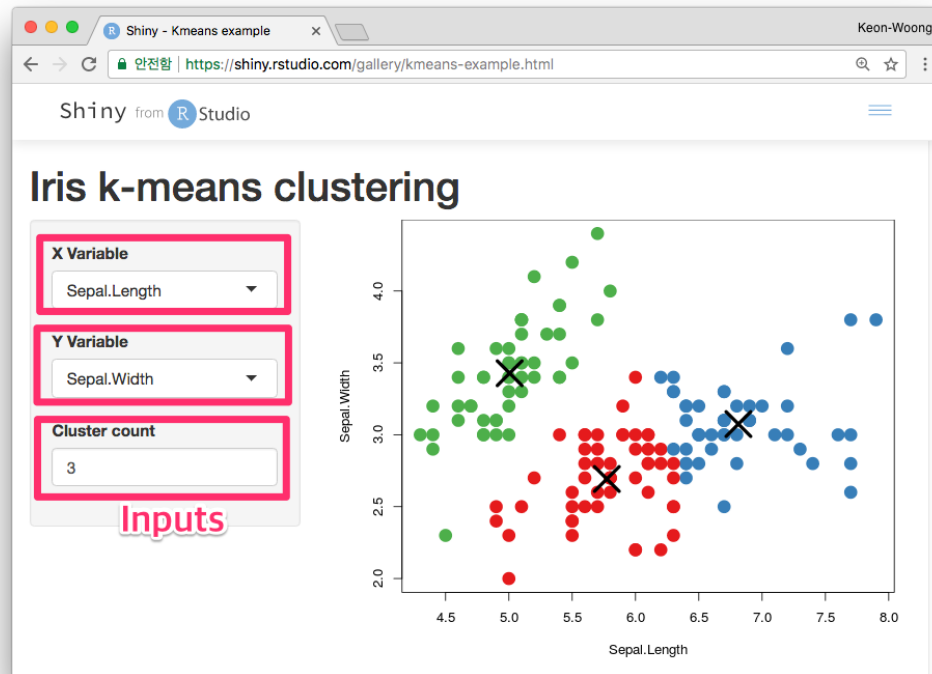 Shiny - Kmeans example
Keon-Woong
안전함 | https://shiny.rstudio.com/gallery/kmeans-example.html
Shiny from R Studio
Iris k-means clustering
X Variable
Sepal.Length
Y Variable
Sepal.Width
Cluster count
3
Inputs
Sepal.Width
4.0
3.5
3.0
2.5
2.0
4.5 5.0 5.5 6.0 6.5 7.0 7.5 8.0
Sepal.Length